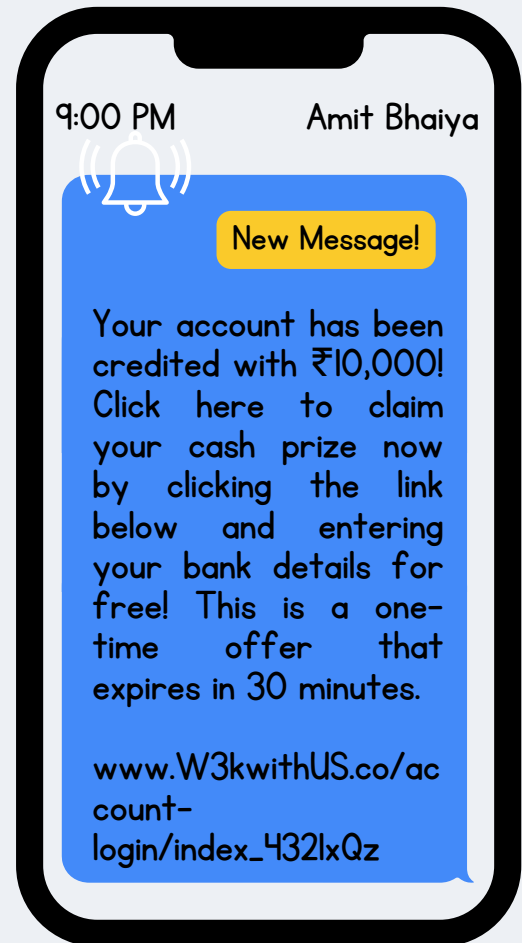 9:00 PM Amit Bhaiya
New Message!
Your account has been
credited with ₹10,000!
Click here to claim
your cash prize now
by clicking the link
below and entering
your bank details for
free! This is a one-
time offer that
expires in 30 minutes.
www.W3kwithUS.co/ac
count-
login/index_4321xQz